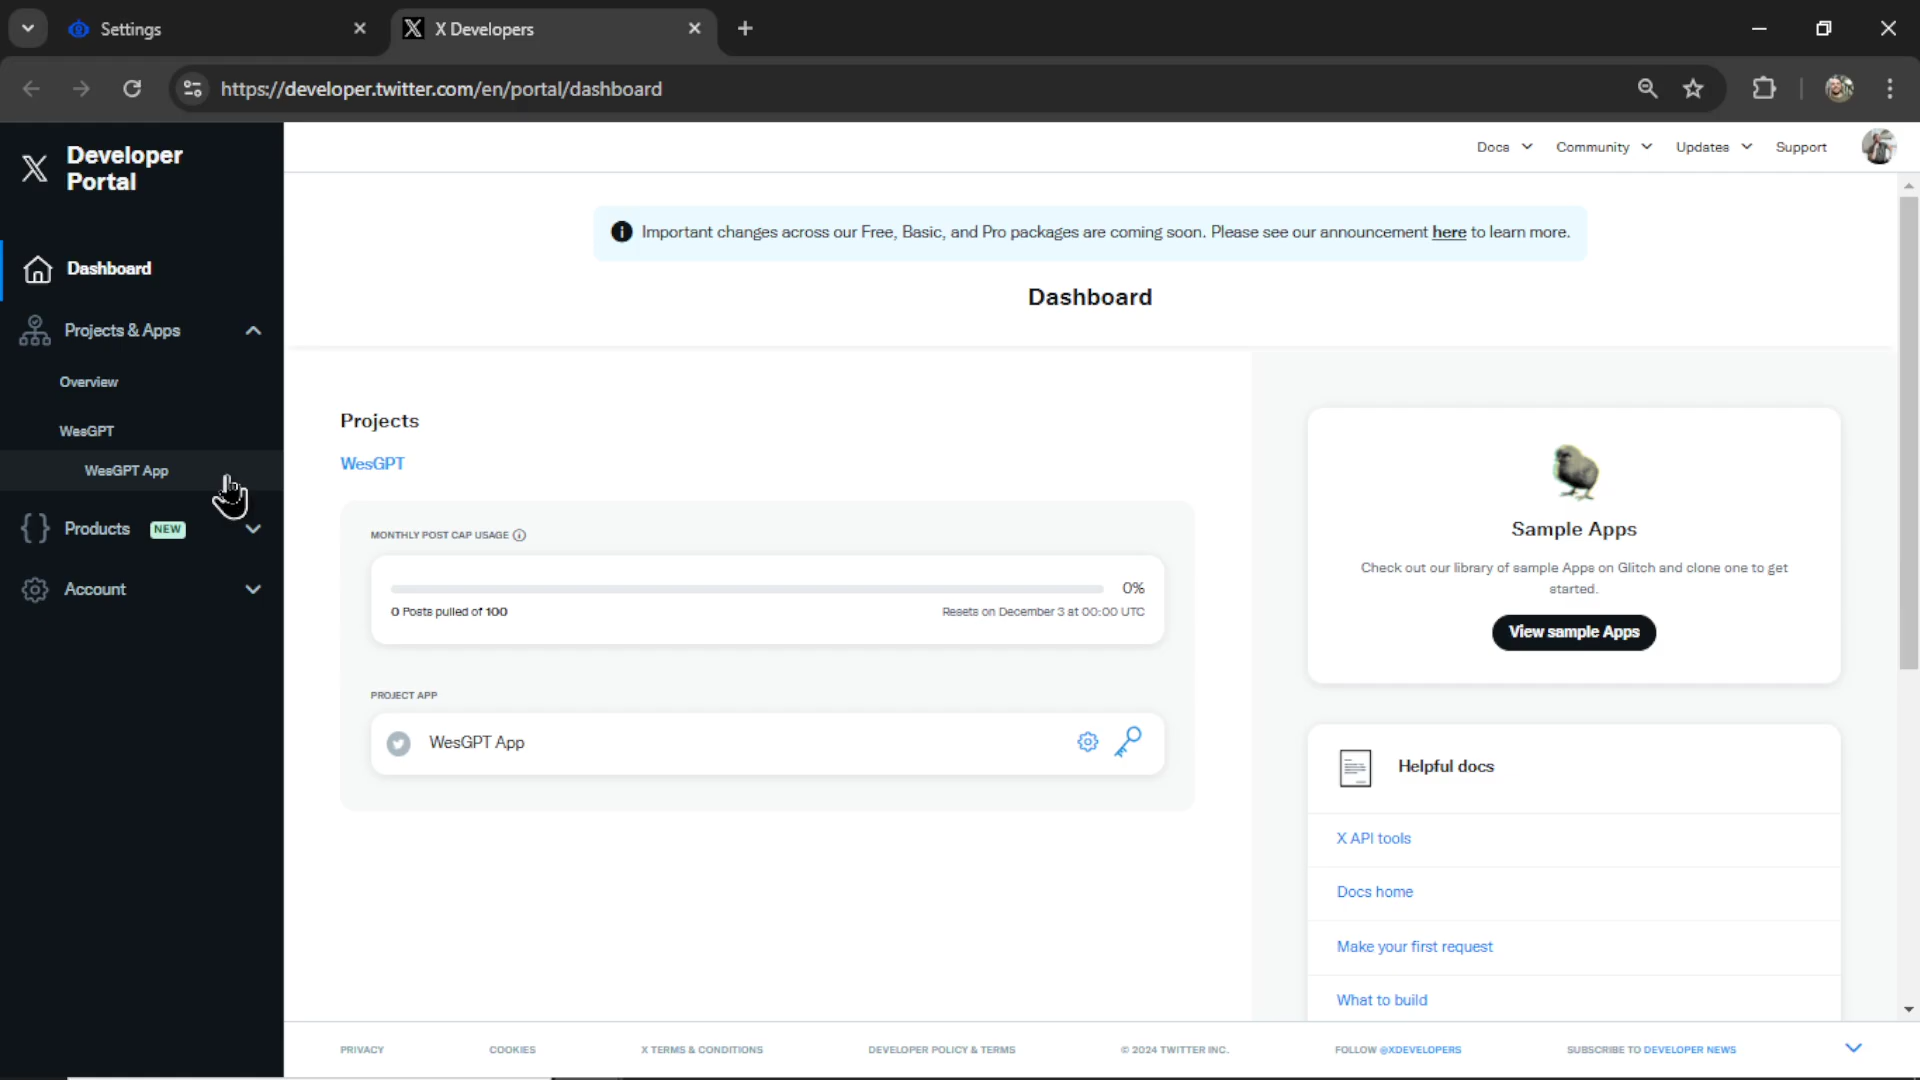 Settings
X Developers
https://developer.twitter.com/en/portal/dashboard
Developer
Portal
Docs
Community
Updates
Support
Important changes across our Free, Basic, and Pro packages are coming soon. Please see our announcement here to learn more.
Dashboard
Dashboard
Projects & Apps
Overview
WesGPT
WesGPT App
Products NEW
Account
Projects
WesGPT
MONTHLY POST CAP USAGE
0%
0 Posts pulled of 100
Resets on December 3 at 00:00 UTC
PROJECT APP
WesGPT App
Sample Apps
Check out our library of sample Apps on Glitch and clone one to get
started.
View sample Apps
Helpful docs
X API tools
Docs home
Make your first request
What to build
PRIVACY
COOKIES
X TERMS & CONDITIONS
DEVELOPER POLICY & TERMS
© 2024 TWITTER INC.
FOLLOW @XDEVELOPERS
SUBSCRIBE TO DEVELOPER NEWS